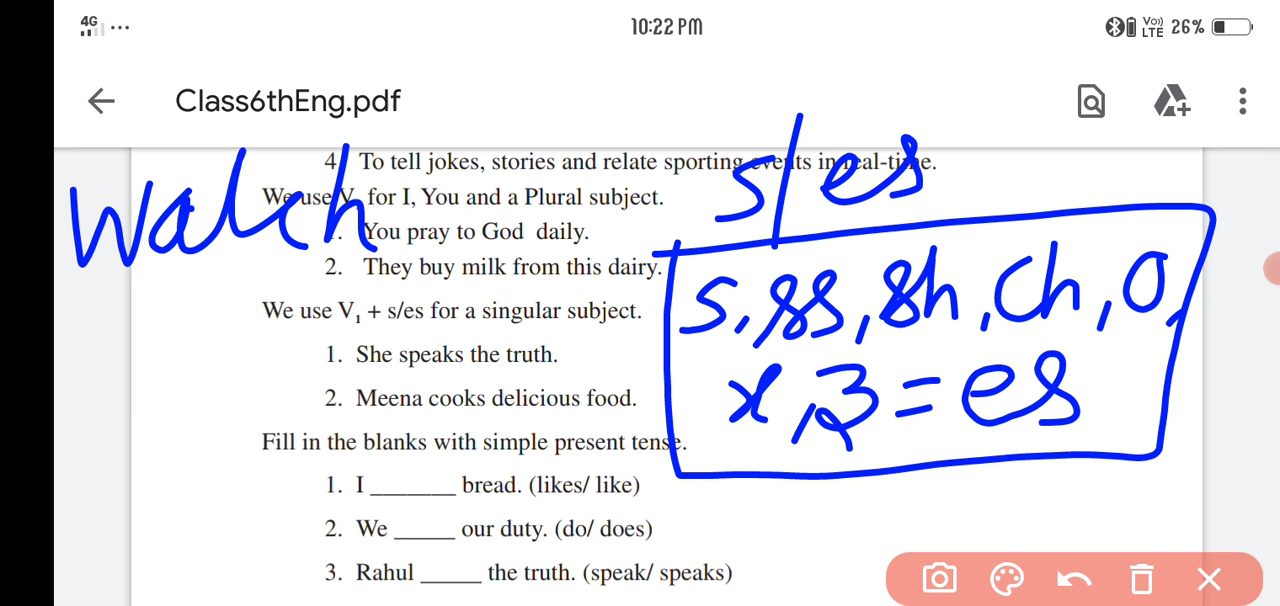 4G ... 10:22 PM Vo)) LTE 26%
Class6thEng.pdf
s/es
4. To tell jokes, stories and relate sporting events in real-time.
Watch
We use V₁ for I, You and a Plural subject.
1. You pray to God daily.
2. They buy milk from this dairy.
s, ss, sh, ch, o,
x, z = es
We use V₁ + s/es for a singular subject.
1. She speaks the truth.
2. Meena cooks delicious food.
Fill in the blanks with simple present tense.
1. I _______ bread. (likes/ like)
2. We _____ our duty. (do/ does)
3. Rahul _____ the truth. (speak/ speaks)